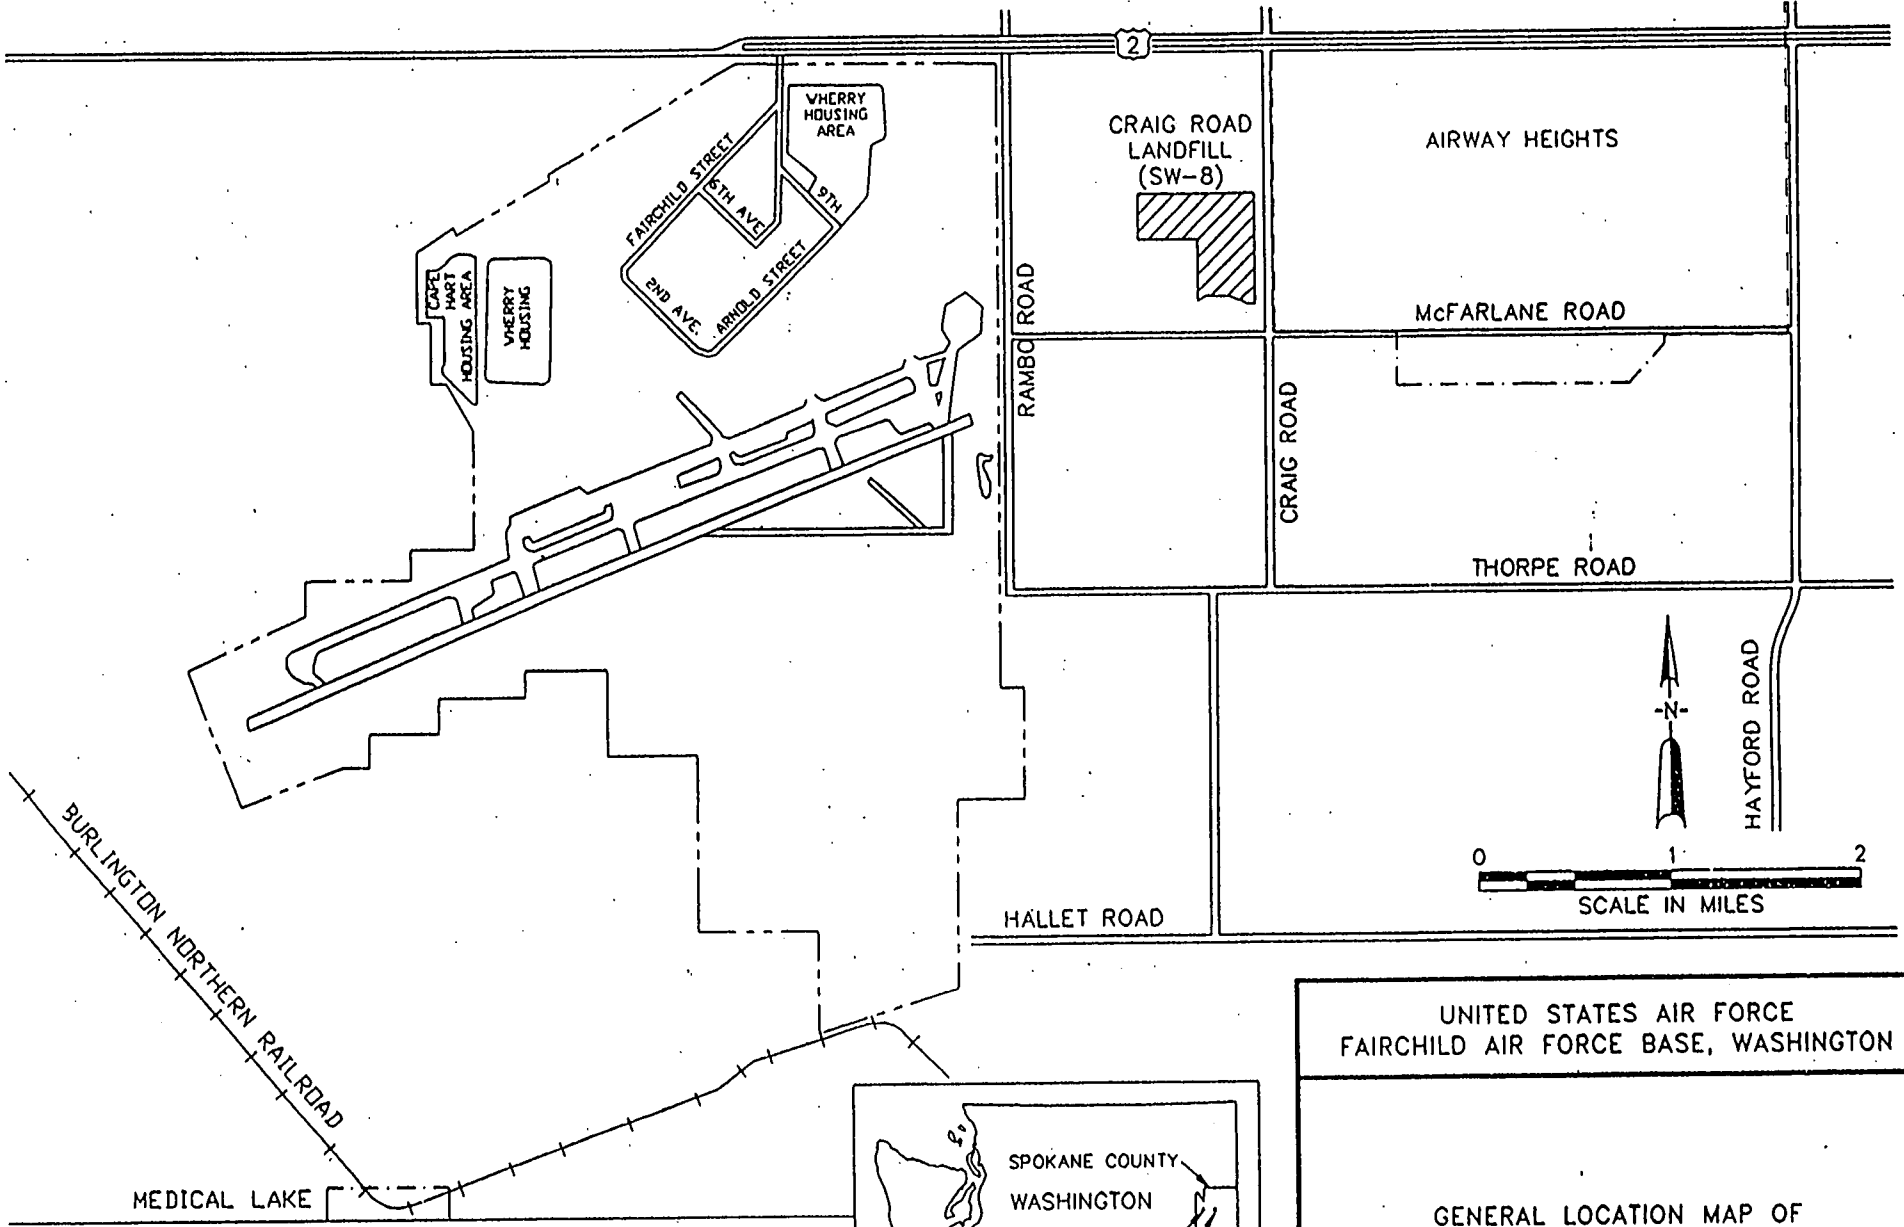 2
WHERRY
HOUSING
AREA
FAIRCHILD STREET
6TH AVE.
9TH
2ND AVE.
ARNOLD STREET
CAPE
HART
HOUSING AREA
WHERRY
HOUSING
CRAIG ROAD
LANDFILL
(SW-8)
AIRWAY HEIGHTS
RAMBO ROAD
McFARLANE ROAD
CRAIG ROAD
THORPE ROAD
HAYFORD ROAD
-N-
0 1 2
SCALE IN MILES
HALLET ROAD
BURLINGTON NORTHERN RAILROAD
MEDICAL LAKE
SPOKANE COUNTY
WASHINGTON
UNITED STATES AIR FORCE
FAIRCHILD AIR FORCE BASE, WASHINGTON
GENERAL LOCATION MAP OF